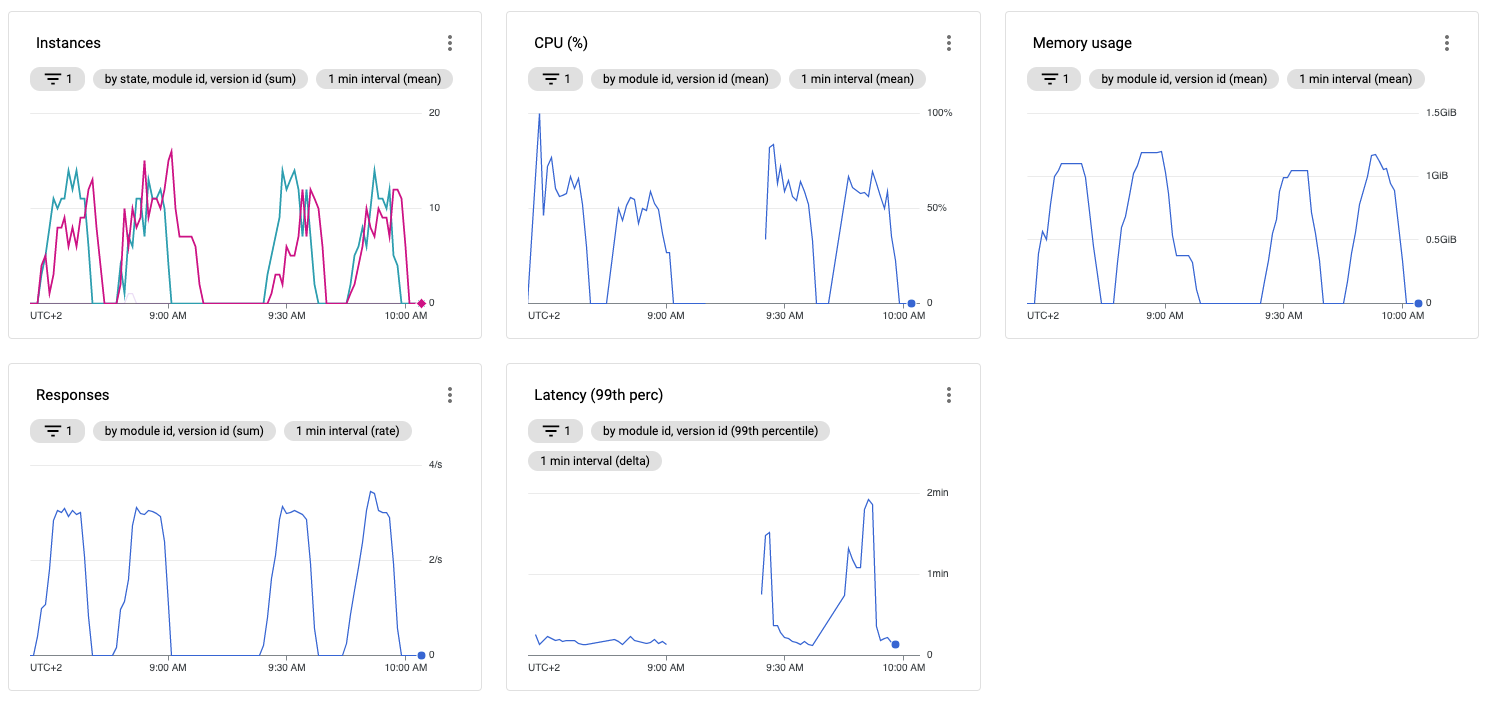 Instances
1
by state, module id, version id (sum)
1 min interval (mean)
20
10
0
UTC+2
9:00 AM
9:30 AM
10:00 AM
CPU (%)
1
by module id, version id (mean)
1 min interval (mean)
100%
50%
0
UTC+2
9:00 AM
9:30 AM
10:00 AM
Memory usage
1
by module id, version id (mean)
1 min interval (mean)
1.5GiB
1GiB
0.5GiB
0
UTC+2
9:00 AM
9:30 AM
10:00 AM
Responses
1
by module id, version id (sum)
1 min interval (rate)
4/s
2/s
0
UTC+2
9:00 AM
9:30 AM
10:00 AM
Latency (99th perc)
1
by module id, version id (99th percentile)
1 min interval (delta)
2min
1min
0
UTC+2
9:00 AM
9:30 AM
10:00 AM